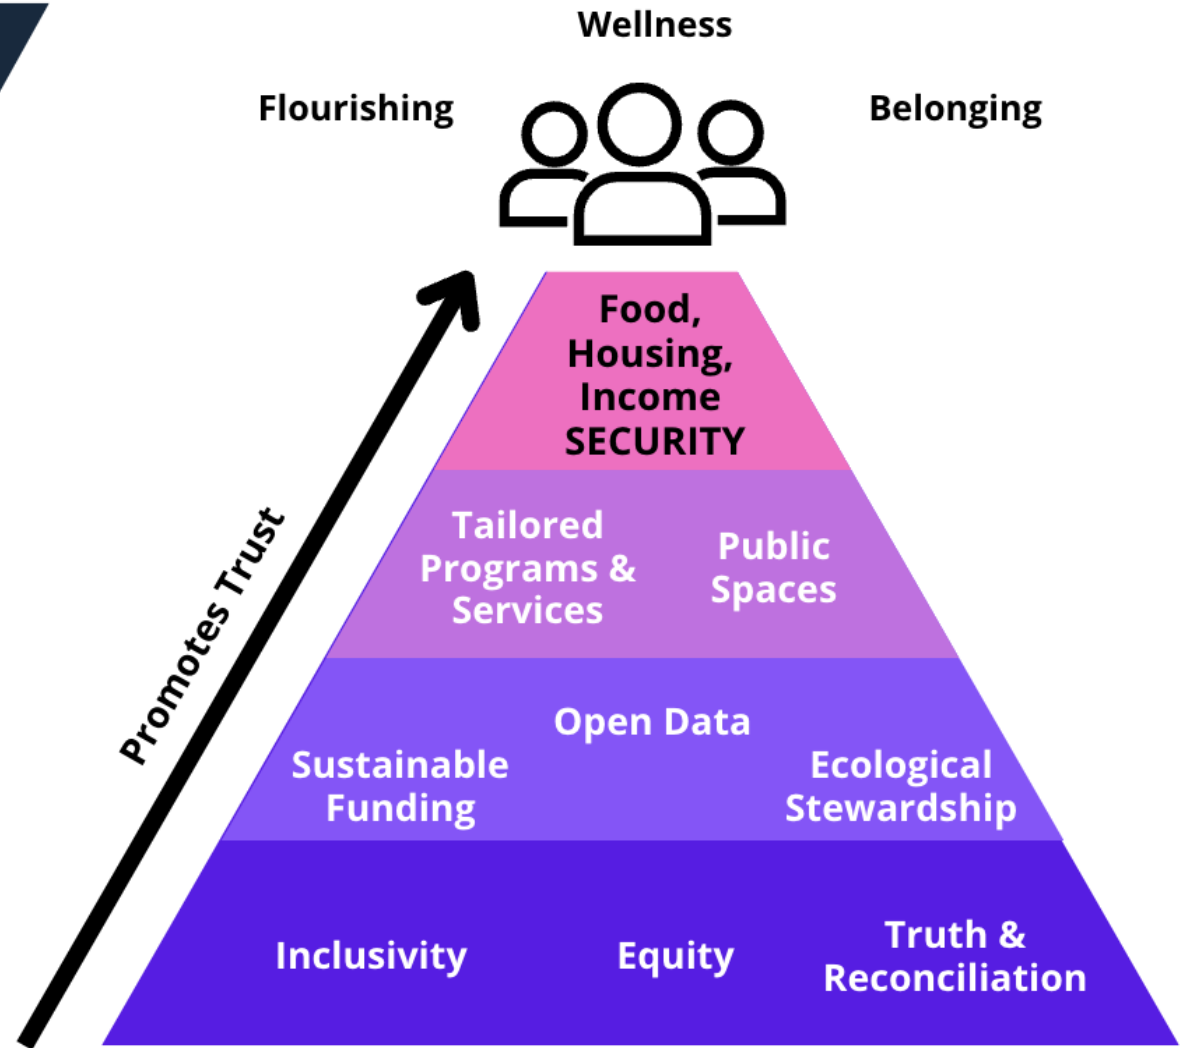 Wellness
Flourishing
Belonging
Food,
Housing,
Income
SECURITY
Promotes Trust
Tailored
Programs &
Services
Public
Spaces
Open Data
Sustainable
Funding
Ecological
Stewardship
Inclusivity
Equity
Truth &
Reconciliation